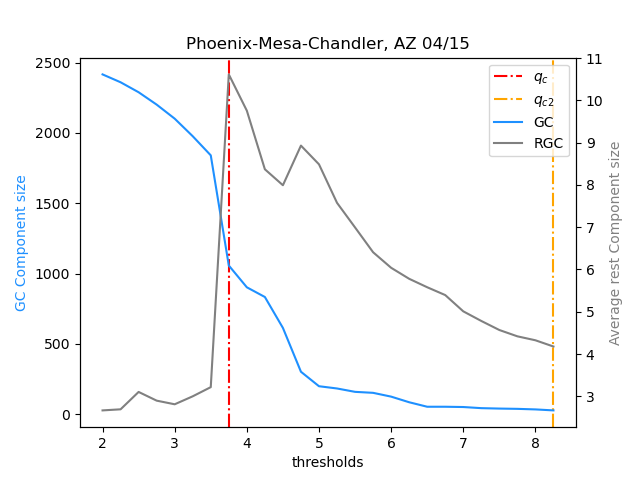 Phoenix-Mesa-Chandler, AZ 04/15
GC Component size
2500
2000
1500
1000
500
0
2
3
4
5
6
7
8
thresholds
11
10
9
8
7
6
5
4
3
Average rest Component size
q_c
q_{c2}
GC
RGC